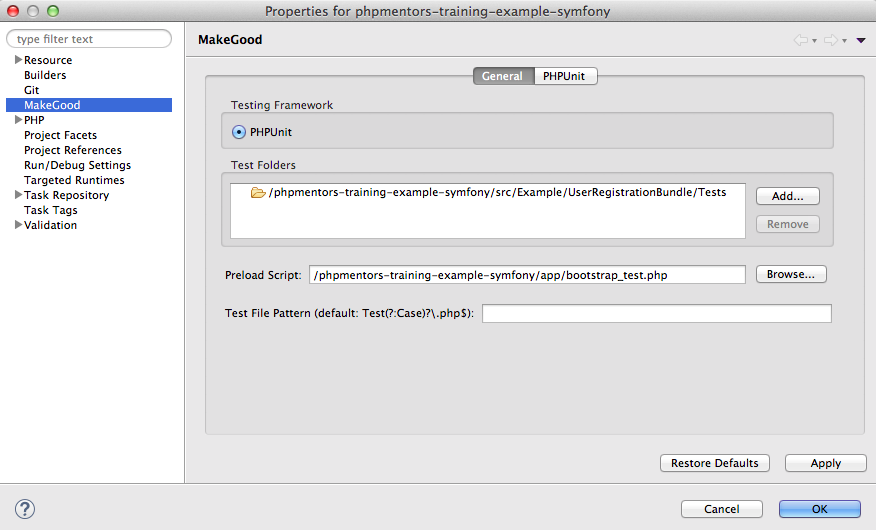 Properties for phpmentors-training-example-symfony
type filter text
Resource
Builders
Git
MakeGood
PHP
Project Facets
Project References
Run/Debug Settings
Targeted Runtimes
Task Repository
Task Tags
Validation
MakeGood
General PHPUnit
Testing Framework
PHPUnit
Test Folders
/phpmentors-training-example-symfony/src/Example/UserRegistrationBundle/Tests
Add...
Remove
Preload Script: /phpmentors-training-example-symfony/app/bootstrap_test.php Browse...
Test File Pattern (default: Test(?:Case)?\.php$):
Restore Defaults Apply
? Cancel OK